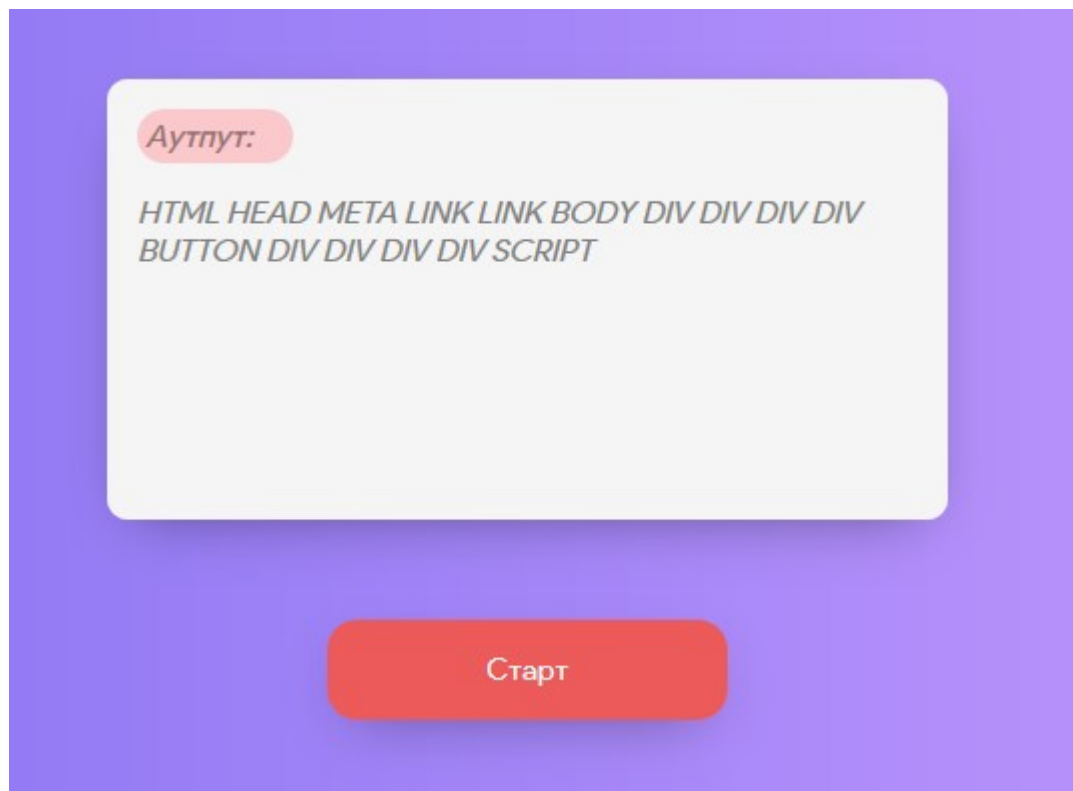 Аутпут:
HTML HEAD META LINK LINK BODY DIV DIV DIV DIV
BUTTON DIV DIV DIV DIV SCRIPT
Старт